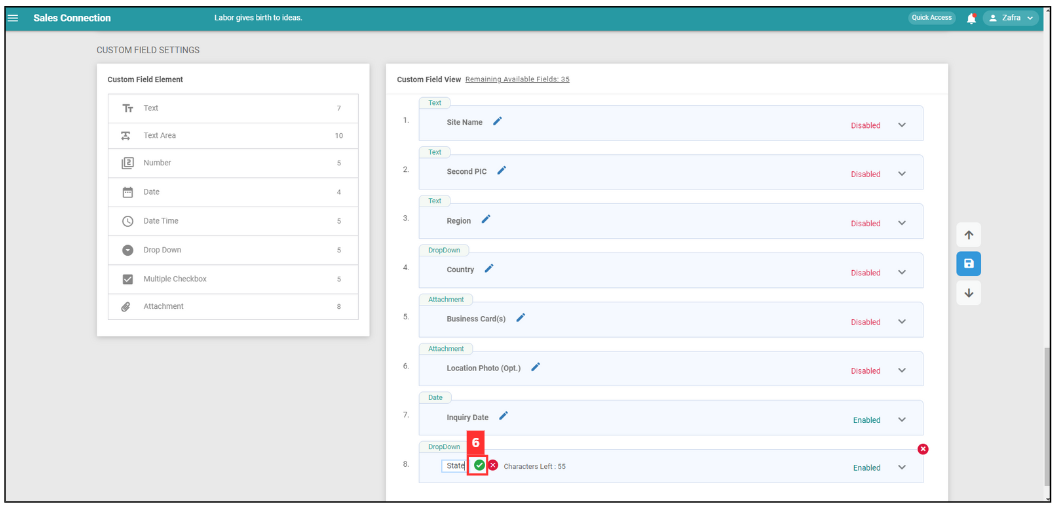 Sales Connection
Labor gives birth to ideas.
Quick Access
Zafra
CUSTOM FIELD SETTINGS
Custom Field Element
Text 7
Text Area 10
Number 5
Date 4
Date Time 5
Drop Down 5
Multiple Checkbox 5
Attachment 8
Custom Field View Remaining Available Fields: 35
Text
1. Site Name Disabled
Text
2. Second PIC Disabled
Text
3. Region Disabled
DropDown
4. Country Disabled
Attachment
5. Business Card(s) Disabled
Attachment
6. Location Photo (Opt.) Disabled
Date
7. Inquiry Date Enabled
DropDown
6
8. State Characters Left : 55 Enabled